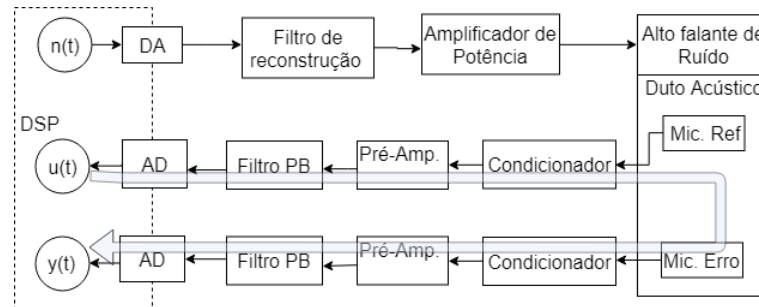 n(t)
DA
Filtro de
reconstrução
Amplificador de
Potência
Alto falante de
Ruído
Duto Acústico
DSP
Mic. Ref
u(t)
AD
Filtro PB
Pré-Amp.
Condicionador
y(t)
AD
Filtro PB
Pré-Amp.
Condicionador
Mic. Erro